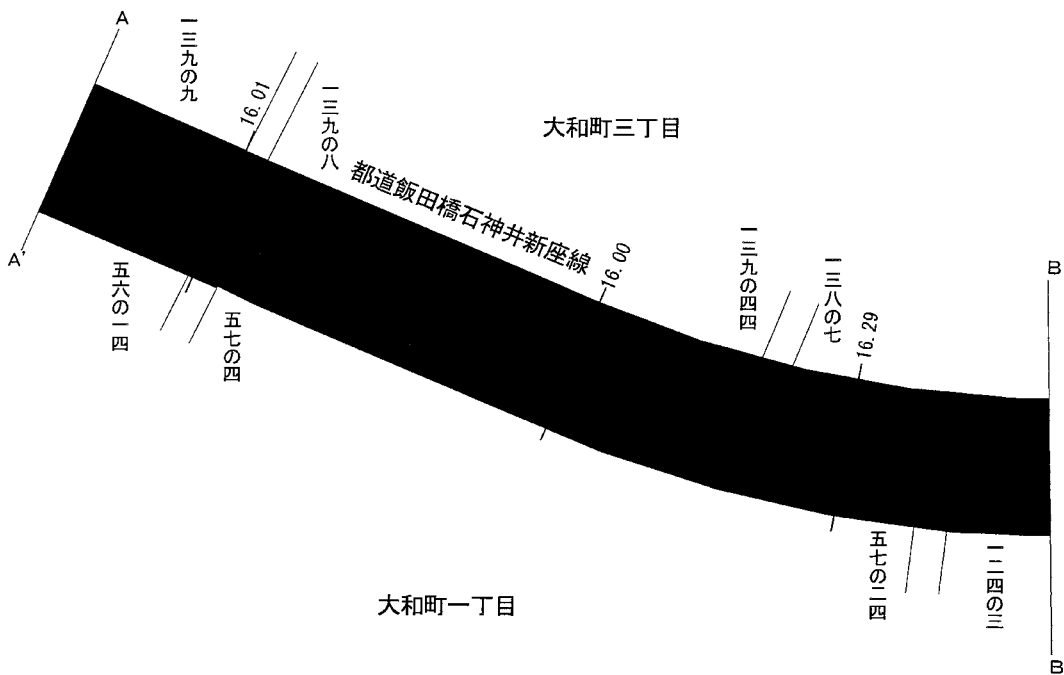 A
一三九の九
16.01
一三九の八
大和町三丁目
都道飯田橋石神井新座線
16.00
一三九の四四
一三八の七
16.29
B
A'
五六の一四
五七の四
大和町一丁目
五七の二四
一二四の三
B